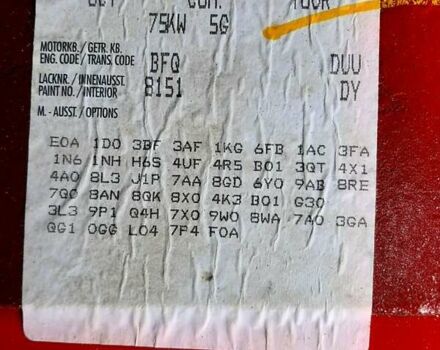 75KW 5G
MOTORKB. / GETR. KB.
ENG. CODE / TRANS. CODE BFQ DUU
LACKNR. / INNENAUSST.
PAINT NO. / INTERIOR 8151 DY
M. - AUSST. / OPTIONS
E0A 1D0 3BF 3AF 1KG 6FB 1AC 3FA
1N6 1NH H6S 4UF 4R5 B01 3QT 4X1
4A0 8L3 J1P 7AA 8GD 6Y0 9AB 8RE
7Q0 8AN 8QK 8X0 4K3 B01 G30
3L3 9P1 Q4H 7X0 9W0 8WA 7A0 3GA
QG1 0GG L04 7P4 F0A